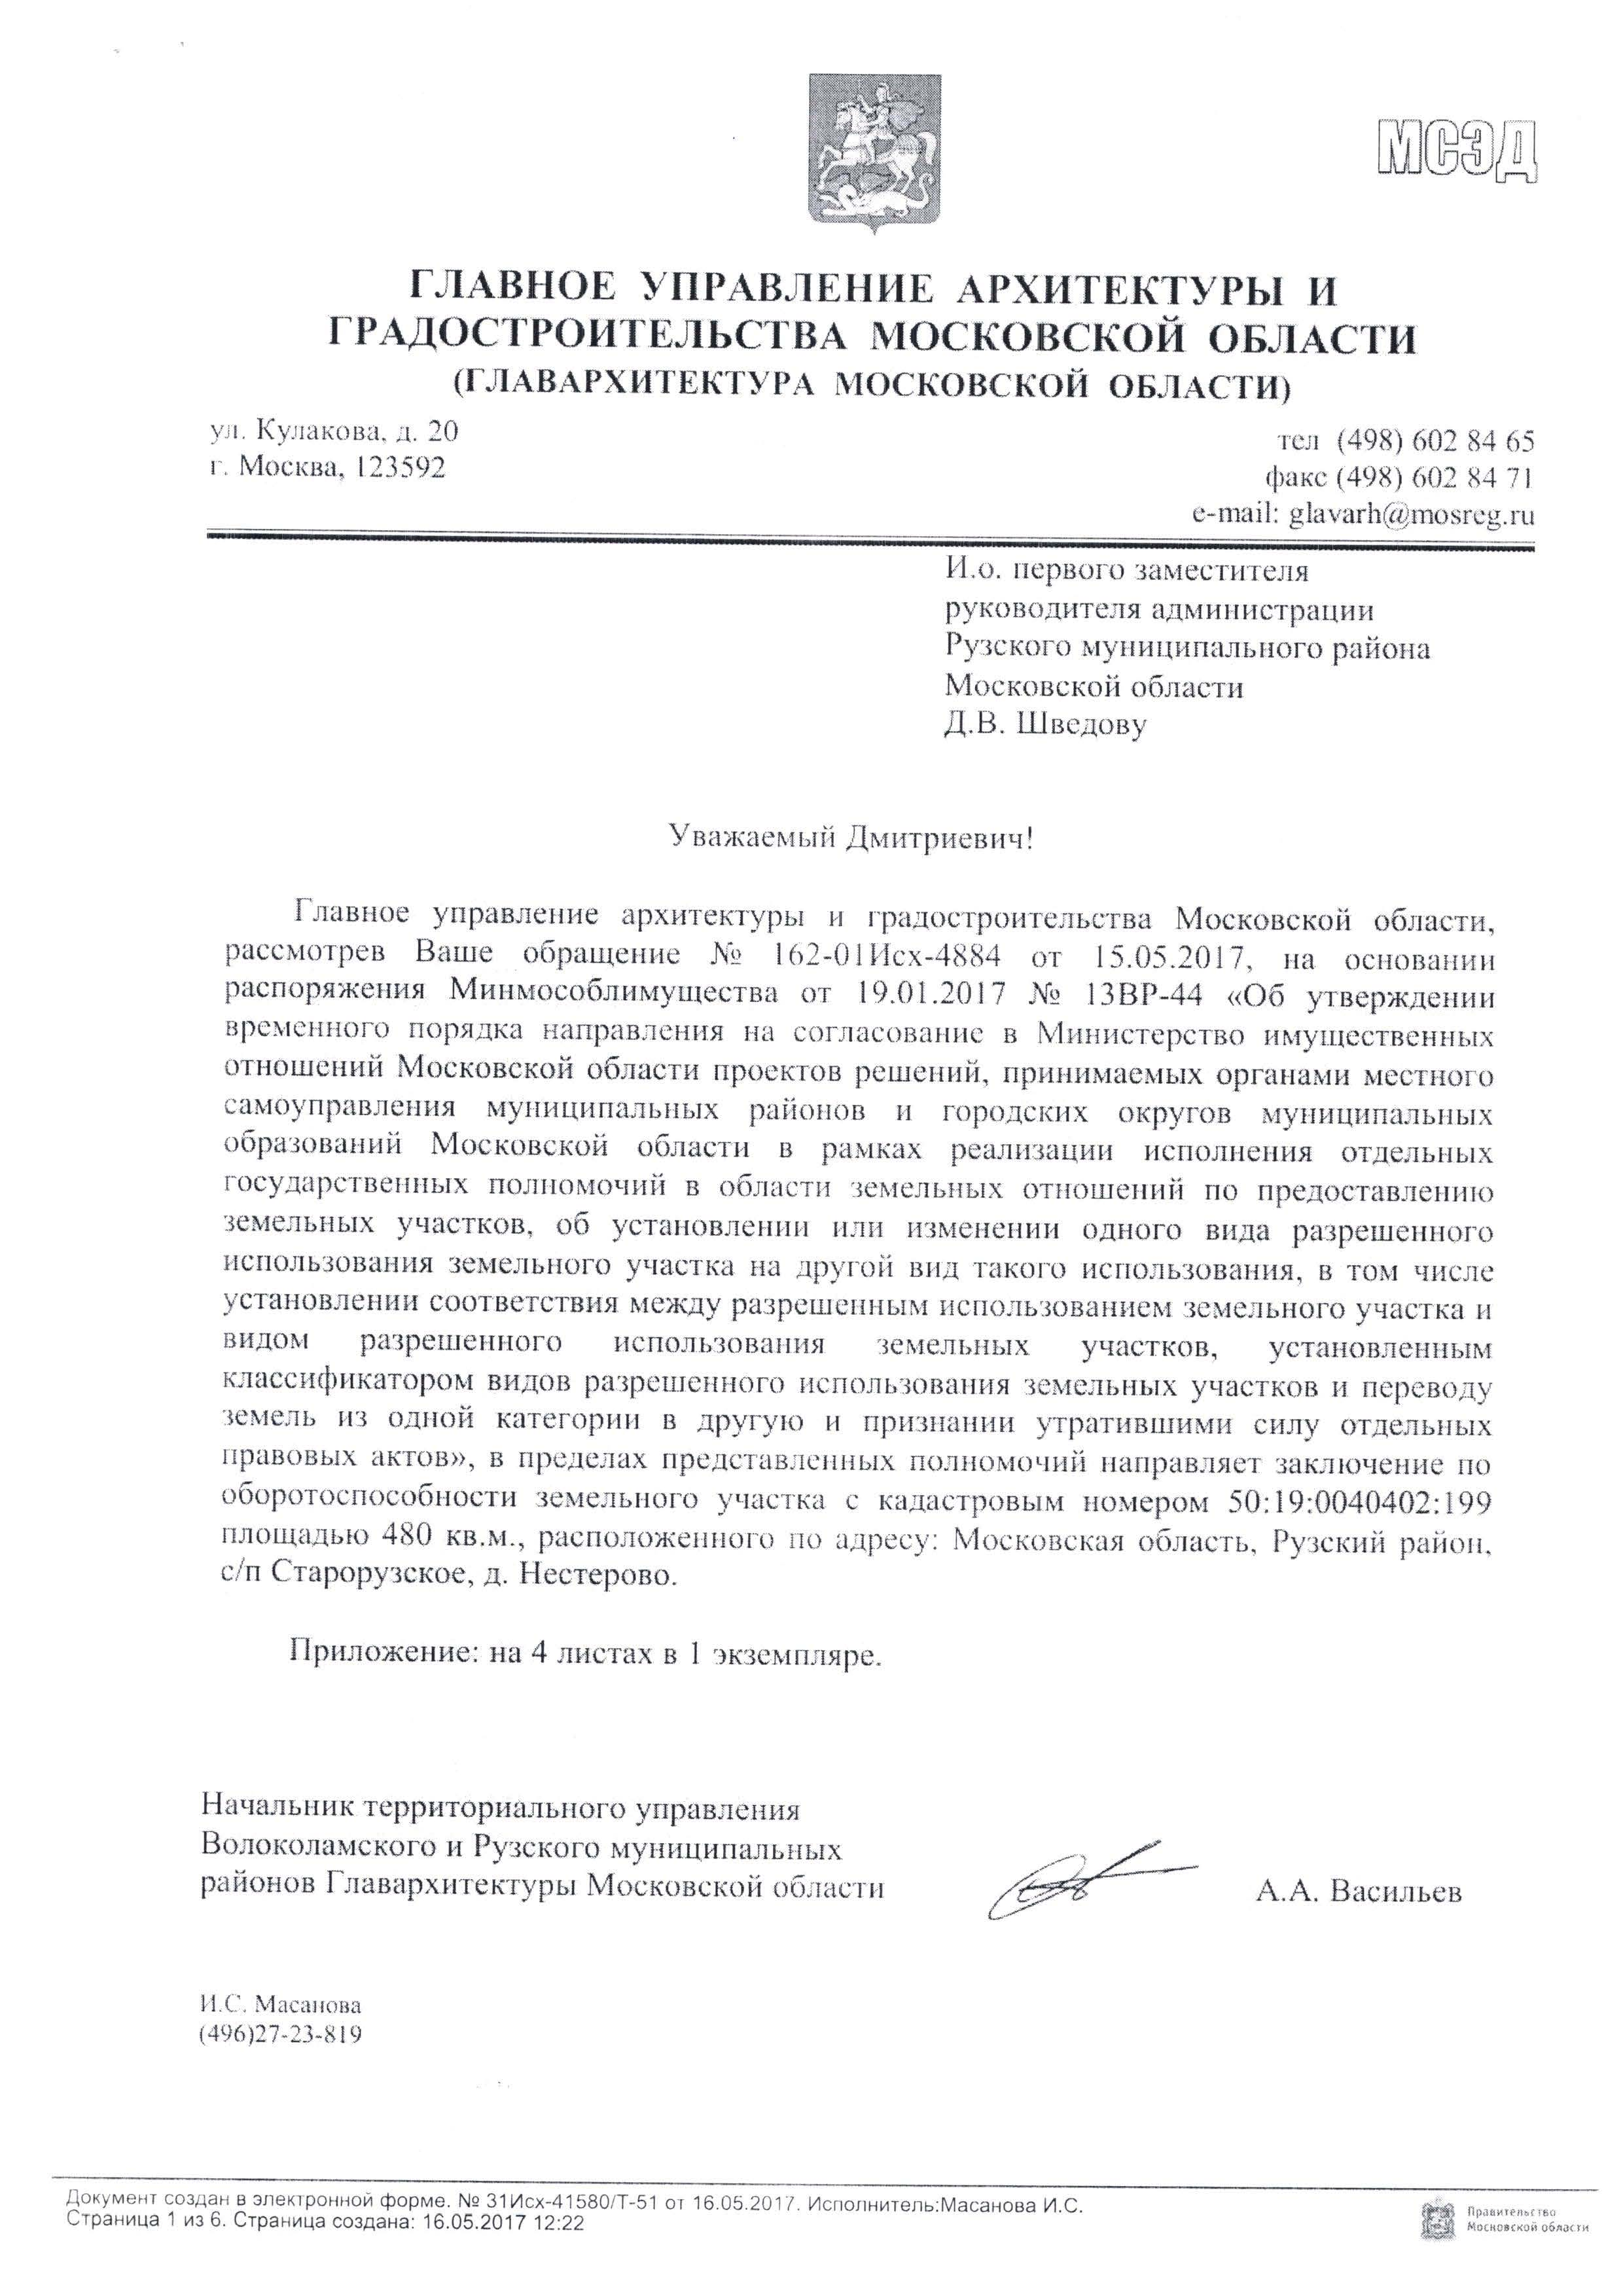 МСЭД
ГЛАВНОЕ УПРАВЛЕНИЕ АРХИТЕКТУРЫ И
ГРАДОСТРОИТЕЛЬСТВА МОСКОВСКОЙ ОБЛАСТИ
(ГЛАВАРХИТЕКТУРА МОСКОВСКОЙ ОБЛАСТИ)
ул. Кулакова, д. 20
г. Москва, 123592
тел (498) 602 84 65
факс (498) 602 84 71
e-mail: glavarh@mosreg.ru
И.о. первого заместителя
руководителя администрации
Рузского муниципального района
Московской области
Д.В. Шведову
Уважаемый Дмитриевич!
Главное управление архитектуры и градостроительства Московской области,
рассмотрев Ваше обращение № 162-01Исх-4884 от 15.05.2017, на основании
распоряжения Минмособлимущества от 19.01.2017 № 13ВР-44 «Об утверждении
временного порядка направления на согласование в Министерство имущественных
отношений Московской области проектов решений, принимаемых органами местного
самоуправления муниципальных районов и городских округов муниципальных
образований Московской области в рамках реализации исполнения отдельных
государственных полномочий в области земельных отношений по предоставлению
земельных участков, об установлении или изменении одного вида разрешенного
использования земельного участка на другой вид такого использования, в том числе
установлении соответствия между разрешенным использованием земельного участка и
видом разрешенного использования земельных участков, установленным
классификатором видов разрешенного использования земельных участков и переводу
земель из одной категории в другую и признании утратившими силу отдельных
правовых актов», в пределах представленных полномочий направляет заключение по
оборотоспособности земельного участка с кадастровым номером 50:19:0040402:199
площадью 480 кв.м., расположенного по адресу: Московская область, Рузский район,
с/п Старорузское, д. Нестерово.
Приложение: на 4 листах в 1 экземпляре.
Начальник территориального управления
Волоколамского и Рузского муниципальных
районов Главархитектуры Московской области
А.А. Васильев
И.С. Масанова
(496)27-23-819
Документ создан в электронной форме. № 31Исх-41580/Т-51 от 16.05.2017. Исполнитель:Масанова И.С.
Страница 1 из 6. Страница создана: 16.05.2017 12:22
Правительство
Московской области